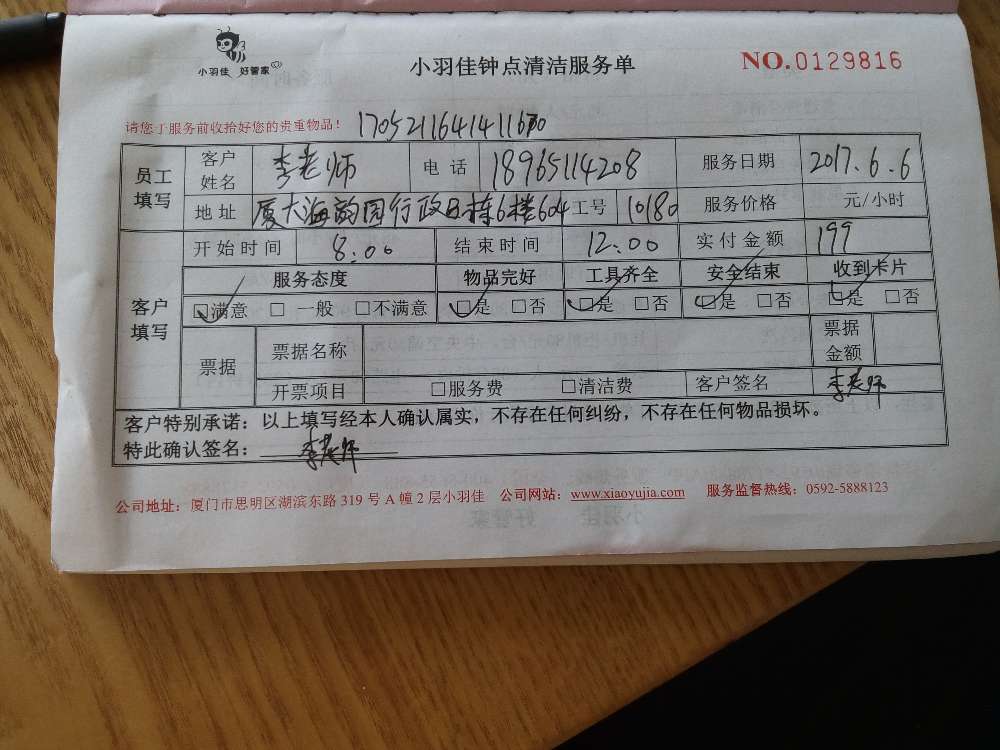 小羽佳 好管家
小羽佳钟点清洁服务单
NO.0129816
请您于服务前收拾好您的贵重物品!
员工填写 客户姓名 李老师 电话 18965114208 服务日期 2017.6.6
地址 厦大海韵园行政B栋6楼604 工号 10180 服务价格 元/小时
客户填写 开始时间 8:00 结束时间 12:00 实付金额 199
服务态度 物品完好 工具齐全 安全结束 收到卡片
☑满意 □一般 □不满意 ☑是 □否 ☑是 □否 ☑是 □否 ☑是 □否
票据 票据名称 票据金额
开票项目 □服务费 □清洁费 客户签名 李老师
客户特别承诺:以上填写经本人确认属实,不存在任何纠纷,不存在任何物品损坏。
特此确认签名: 李老师
公司地址:厦门市思明区湖滨东路 319 号 A 幢 2 层小羽佳 公司网站:www.xiaoyujia.com 服务监督热线:0592-5888123